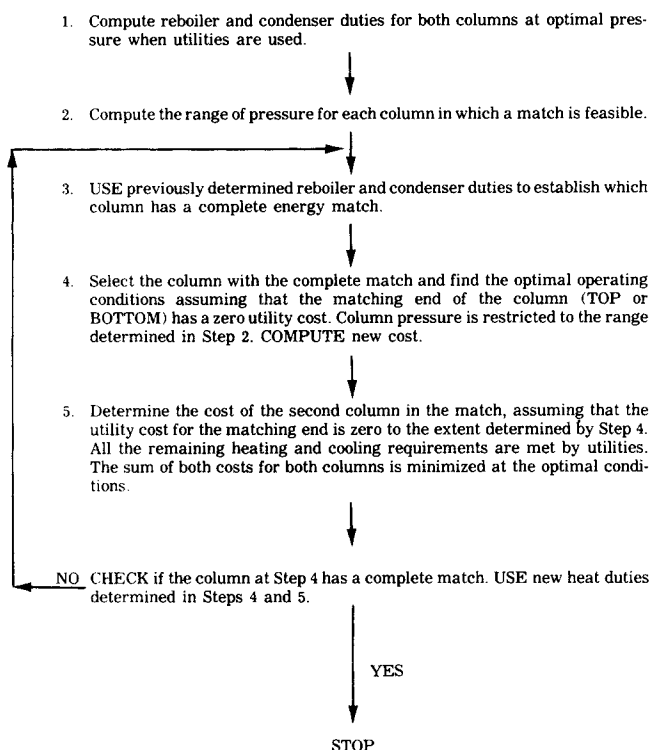 1. Compute reboiler and condenser duties for both columns at optimal pres-
sure when utilities are used.
2. Compute the range of pressure for each column in which a match is feasible.
3. USE previously determined reboiler and condenser duties to establish which
column has a complete energy match.
4. Select the column with the complete match and find the optimal operating
conditions assuming that the matching end of the column (TOP or
BOTTOM) has a zero utility cost. Column pressure is restricted to the range
determined in Step 2. COMPUTE new cost.
5. Determine the cost of the second column in the match, assuming that the
utility cost for the matching end is zero to the extent determined by Step 4.
All the remaining heating and cooling requirements are met by utilities.
The sum of both costs for both columns is minimized at the optimal condi-
tions.
NO CHECK if the column at Step 4 has a complete match. USE new heat duties
determined in Steps 4 and 5.
YES
STOP